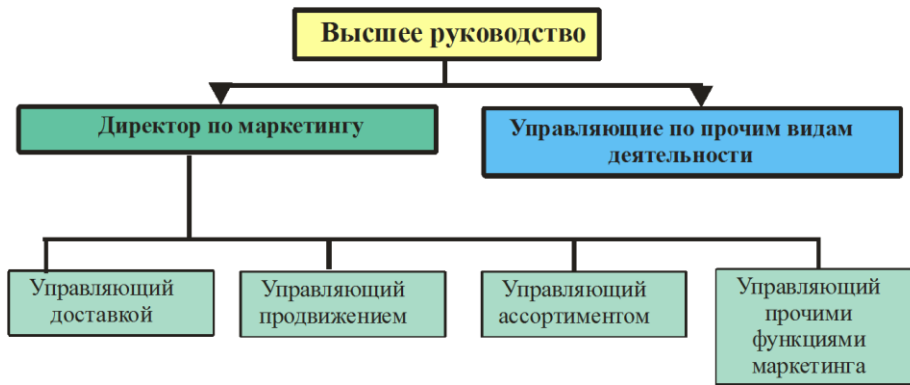 Высшее руководство
Директор по маркетингу
Управляющие по прочим видам
деятельности
Управляющий
доставкой
Управляющий
продвижением
Управляющий
ассортиментом
Управляющий
прочими
функциями
маркетинга